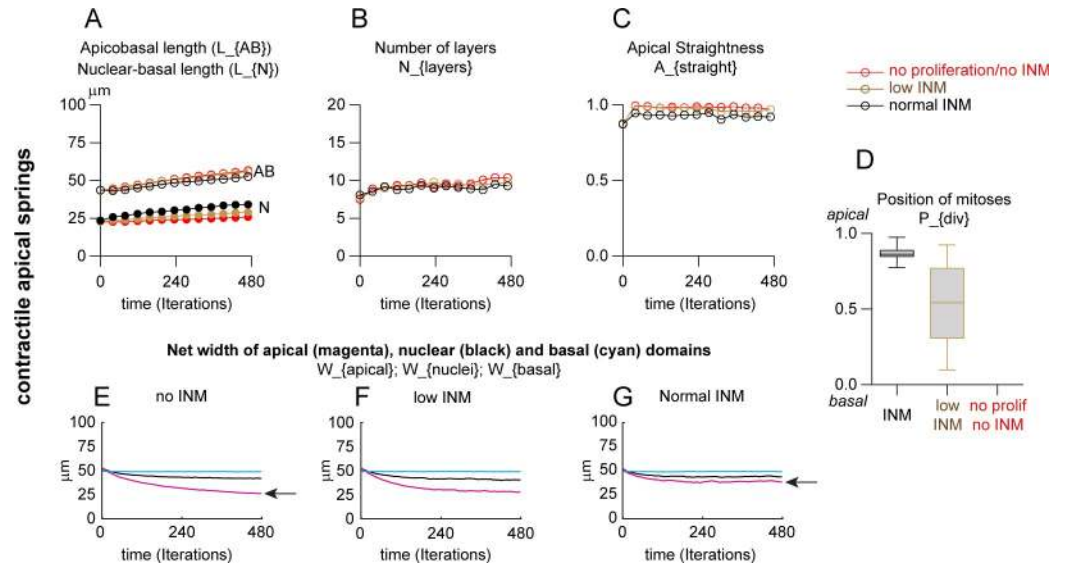 A
Apicobasal length (L_{AB})
Nuclear-basal length (L_{N})
µm
100
75
50
25
0
AB
N
0
240
480
time (Iterations)
B
Number of layers
N_{layers}
20
15
10
5
0
0
240
480
time (Iterations)
C
Apical Straightness
A_{straight}
1.0
0.5
0.0
0
240
480
time (Iterations)
no proliferation/no INM
low INM
normal INM
D
Position of mitoses
P_{div}
apical
1.0
0.5
0.0
basal
INM
low
INM
no prolif
no INM
contractile apical springs
Net width of apical (magenta), nuclear (black) and basal (cyan) domains
W_{apical}; W_{nuclei}; W_{basal}
E
no INM
100
75
50
25
0
µm
0
240
480
time (Iterations)
F
low INM
100
75
50
25
0
µm
0
240
480
time (Iterations)
G
Normal INM
100
75
50
25
0
µm
0
240
480
time (Iterations)